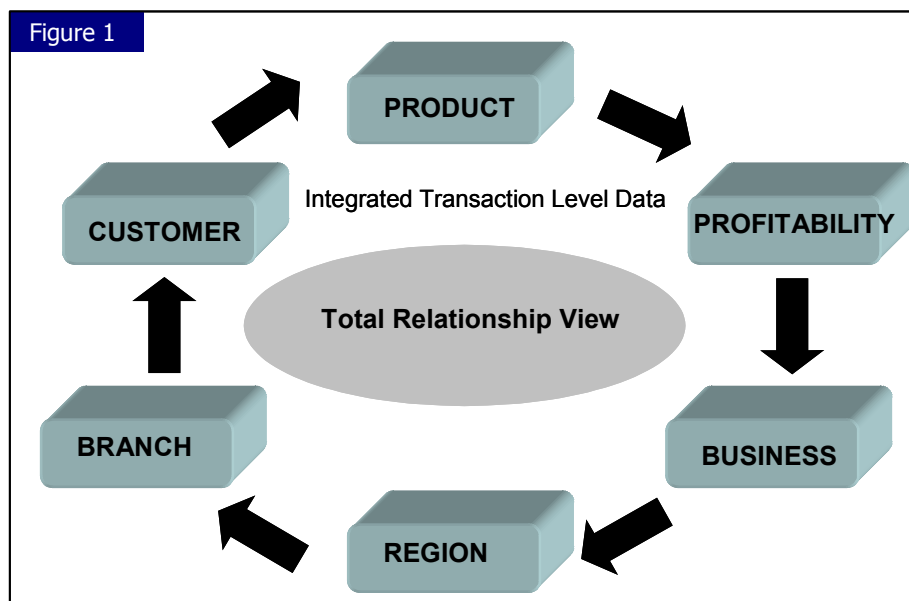 Figure 1
PRODUCT
Integrated Transaction Level Data
CUSTOMER
PROFITABILITY
Total Relationship View
BRANCH
BUSINESS
REGION